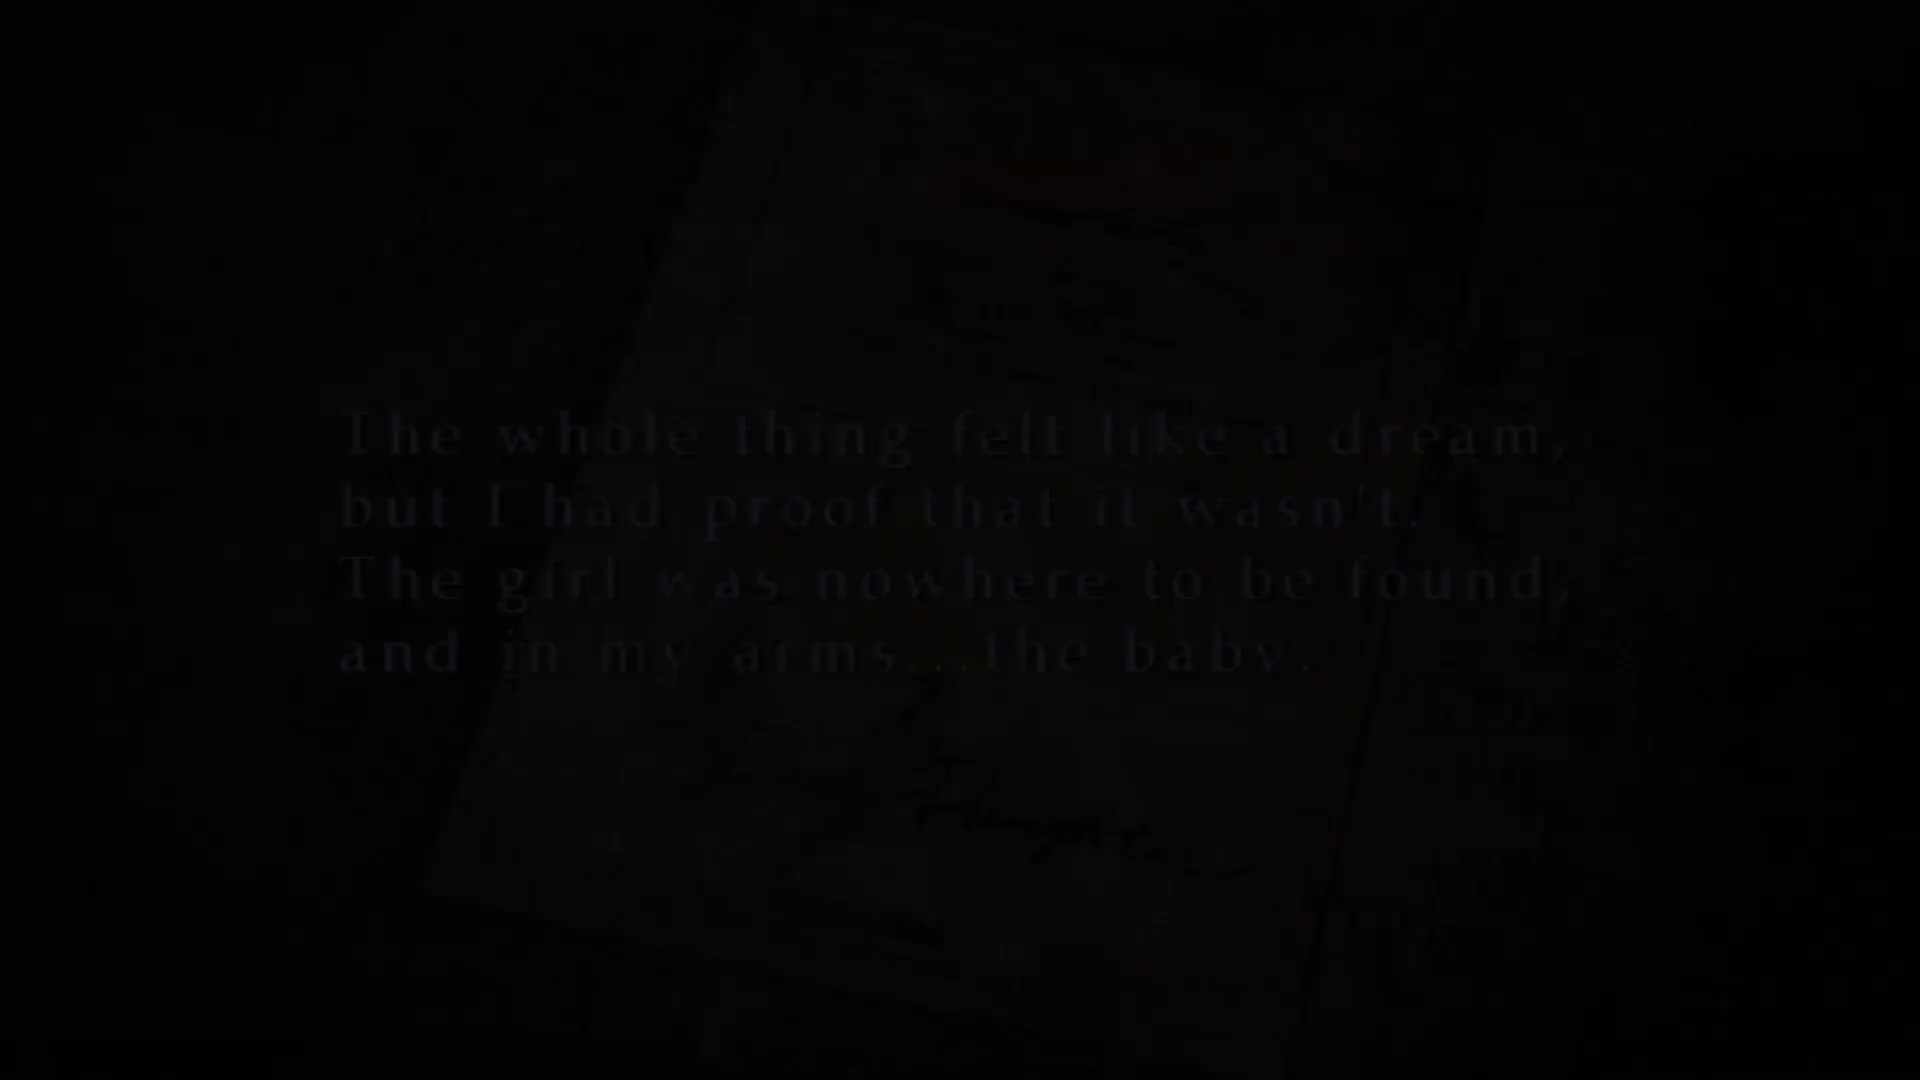 The whole thing felt like a dream,
but I had proof that it wasn't.
The girl was nowhere to be found,
and in my arms...the baby.